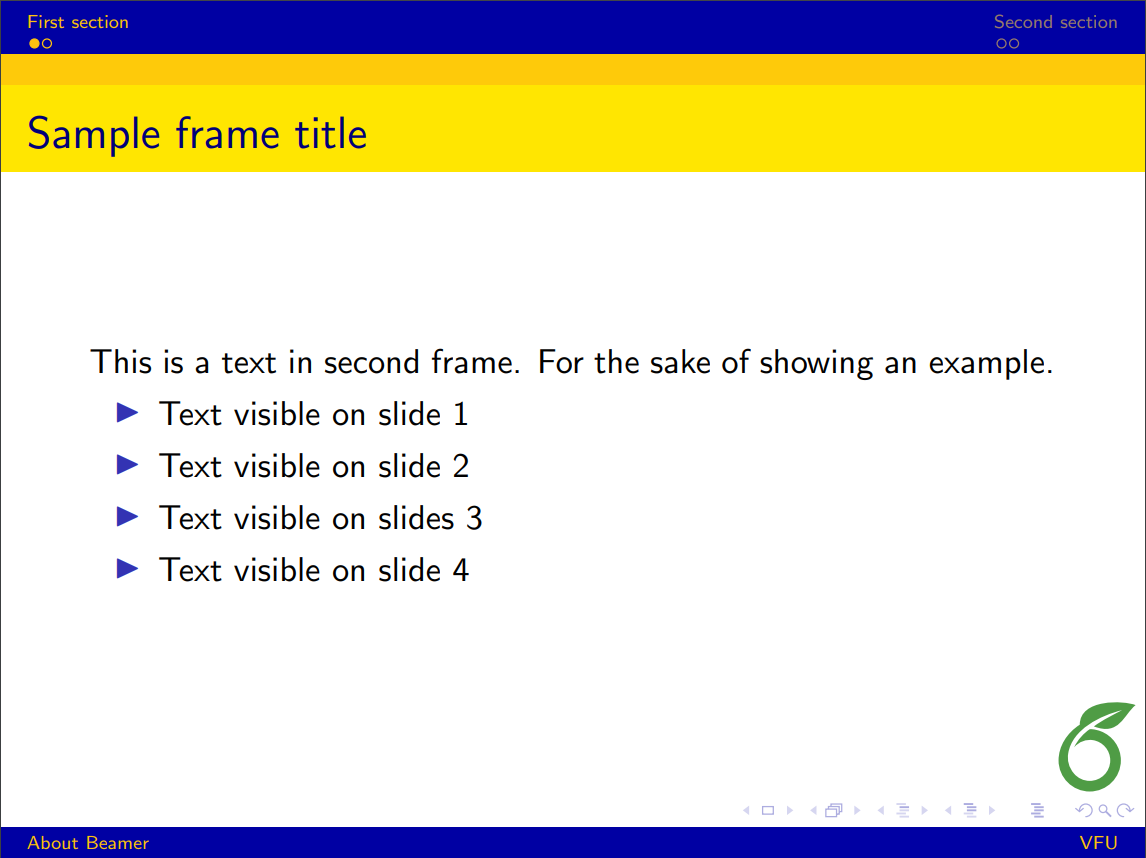 First section
Second section
Sample frame title
This is a text in second frame. For the sake of showing an example.
Text visible on slide 1
Text visible on slide 2
Text visible on slides 3
Text visible on slide 4
About Beamer
VFU